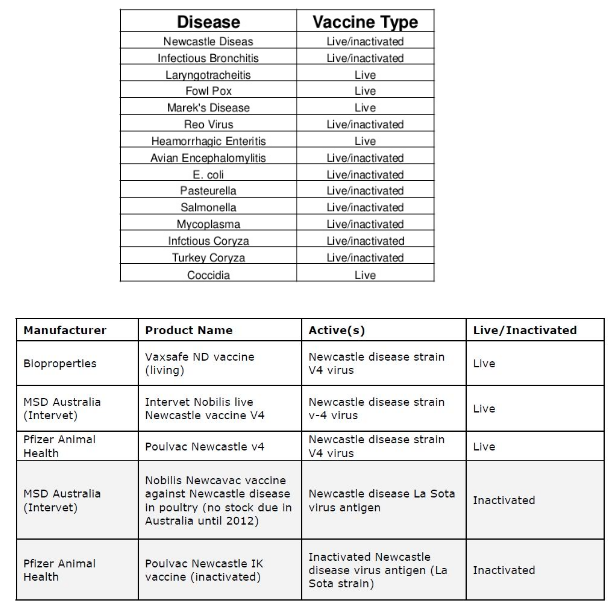 Disease Vaccine Type
Newcastle Diseas Live/inactivated
Infectious Bronchitis Live/inactivated
Laryngotracheitis Live
Fowl Pox Live
Marek's Disease Live
Reo Virus Live/inactivated
Heamorrhagic Enteritis Live
Avian Encephalomylitis Live/inactivated
E. coli Live/inactivated
Pasteurella Live/inactivated
Salmonella Live/inactivated
Mycoplasma Live/inactivated
Infctious Coryza Live/inactivated
Turkey Coryza Live/inactivated
Coccidia Live
Manufacturer Product Name Active(s) Live/Inactivated
Bioproperties
Vaxsafe ND vaccine
(living)
Newcastle disease strain
V4 virus
Live
MSD Australia
(Intervet)
Intervet Nobilis live
Newcastle vaccine V4
Newcastle disease strain
v-4 virus
Live
Pfizer Animal
Health
Poulvac Newcastle v4
Newcastle disease strain
V4 virus
Live
MSD Australia
(Intervet)
Nobilis Newcavac vaccine
against Newcastle disease
in poultry (no stock due in
Australia until 2012)
Newcastle disease La Sota
virus antigen
Inactivated
Pfizer Animal
Health
Poulvac Newcastle IK
vaccine (inactivated)
Inactivated Newcastle
disease virus antigen (La
Sota strain)
Inactivated